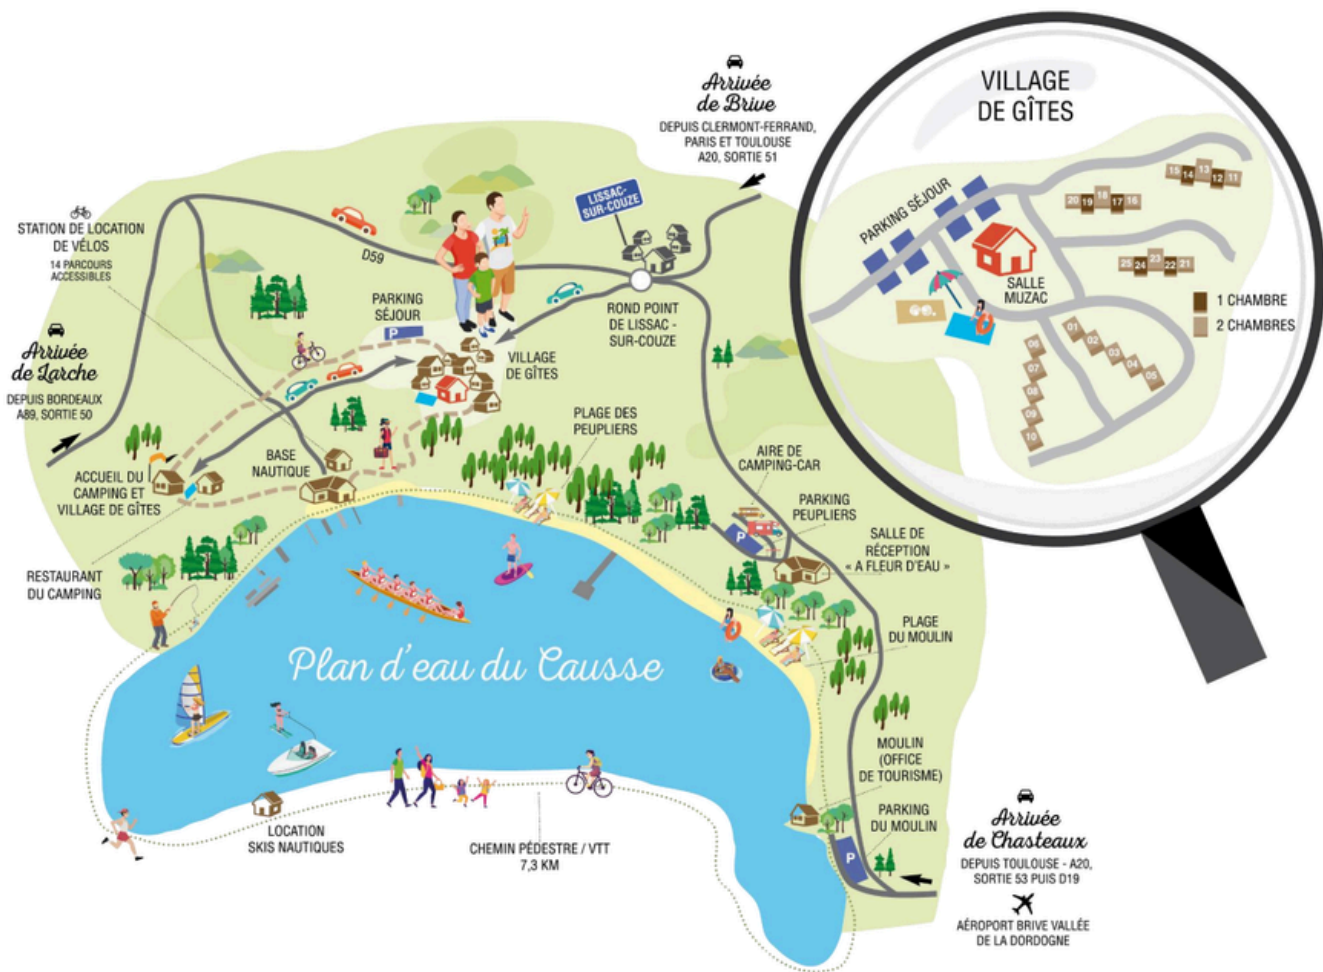 Arrivée
de Brive
DEPUIS CLERMONT-FERRAND,
PARIS ET TOULOUSE
A20, SORTIE 51
VILLAGE
DE GÎTES
PARKING SÉJOUR
SALLE
MUZAC
15 14 13 12 11
20 19 18 17 16
25 24 23 22 21
01
02
03
04
05
06
07
08
09
10
1 CHAMBRE
2 CHAMBRES
LISSAC-
SUR-COUZE
STATION DE LOCATION
DE VÉLOS
14 PARCOURS
ACCESSIBLES
D59
PARKING
SÉJOUR
P
ROND POINT
DE LISSAC -
SUR-COUZE
VILLAGE
DE GÎTES
Arrivée
de Larche
DEPUIS BORDEAUX
A89, SORTIE 50
PLAGE DES
PEUPLIERS
BASE
NAUTIQUE
ACCUEIL DU
CAMPING ET
VILLAGE DE GÎTES
AIRE DE
CAMPING-CAR
PARKING
PEUPLIERS
P
SALLE DE
RÉCEPTION
« A FLEUR D'EAU »
RESTAURANT
DU CAMPING
PLAGE
DU MOULIN
Plan d'eau du Causse
MOULIN
(OFFICE
DE TOURISME)
PARKING
DU MOULIN
P
LOCATION
SKIS NAUTIQUES
CHEMIN PÉDESTRE / VTT
7,3 KM
Arrivée
de Chasteaux
DEPUIS TOULOUSE - A20,
SORTIE 53 PUIS D19
AÉROPORT BRIVE VALLÉE
DE LA DORDOGNE